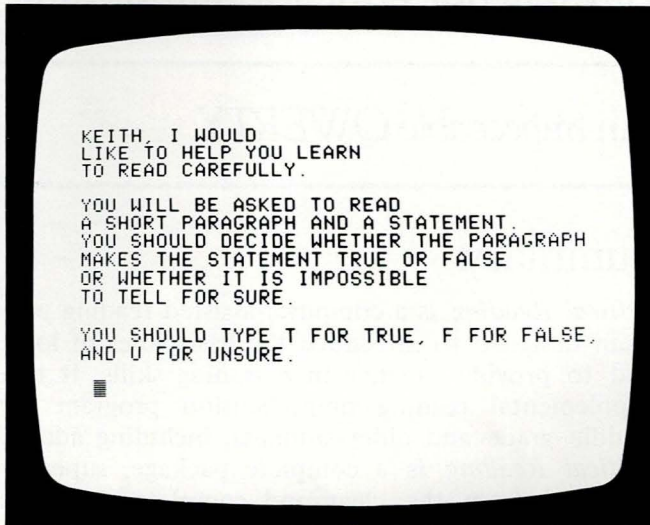 KEITH, I WOULD
LIKE TO HELP YOU LEARN
TO READ CAREFULLY.
YOU WILL BE ASKED TO READ
A SHORT PARAGRAPH AND A STATEMENT.
YOU SHOULD DECIDE WHETHER THE PARAGRAPH
MAKES THE STATEMENT TRUE OR FALSE
OR WHETHER IT IS IMPOSSIBLE
TO TELL FOR SURE.
YOU SHOULD TYPE T FOR TRUE, F FOR FALSE,
AND U FOR UNSURE.